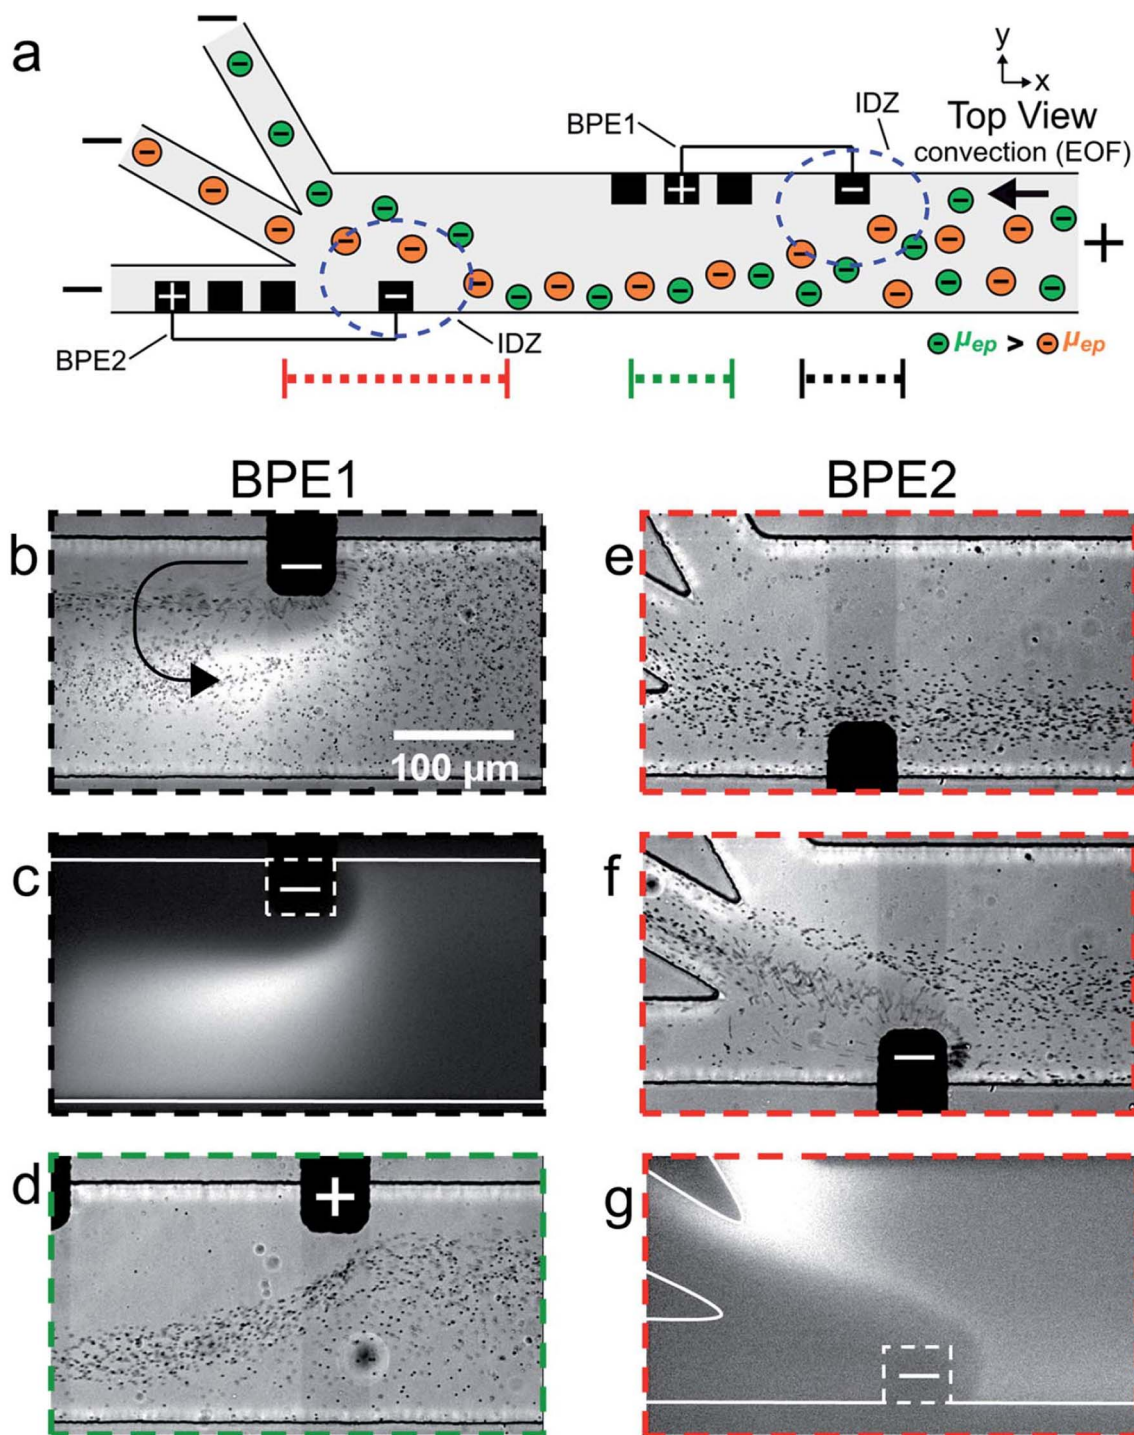 a
y
x
BPE1
IDZ
Top View
convection (EOF)
+
BPE2
IDZ
μep > μep
BPE1
BPE2
b
100 μm
e
c
f
d
+
g